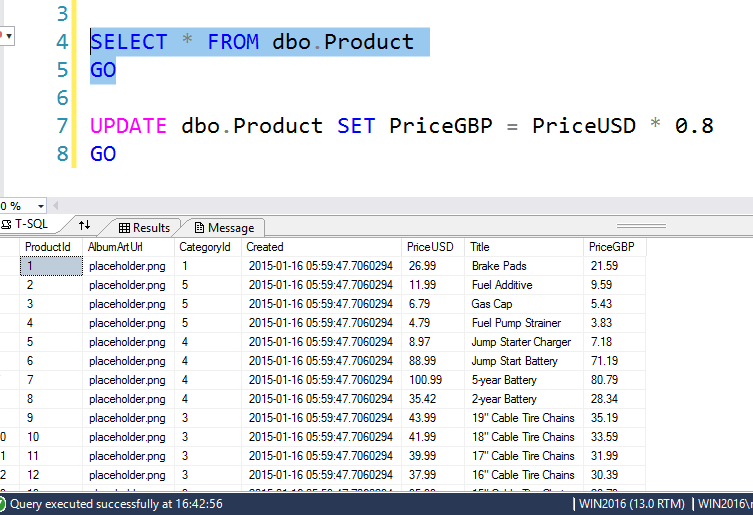 3
4 SELECT * FROM dbo.Product
5 GO
6
7 UPDATE dbo.Product SET PriceGBP = PriceUSD * 0.8
8 GO
0 %
T-SQL Results Message
ProductId AlbumArtUrl CategoryId Created PriceUSD Title PriceGBP
1 placeholder.png 1 2015-01-16 05:59:47.7060294 26.99 Brake Pads 21.59
2 placeholder.png 5 2015-01-16 05:59:47.7060294 11.99 Fuel Additive 9.59
3 placeholder.png 5 2015-01-16 05:59:47.7060294 6.79 Gas Cap 5.43
4 placeholder.png 5 2015-01-16 05:59:47.7060294 4.79 Fuel Pump Strainer 3.83
5 placeholder.png 4 2015-01-16 05:59:47.7060294 8.97 Jump Starter Charger 7.18
6 placeholder.png 4 2015-01-16 05:59:47.7060294 88.99 Jump Start Battery 71.19
7 placeholder.png 4 2015-01-16 05:59:47.7060294 100.99 5-year Battery 80.79
8 placeholder.png 4 2015-01-16 05:59:47.7060294 35.42 2-year Battery 28.34
9 placeholder.png 3 2015-01-16 05:59:47.7060294 43.99 19" Cable Tire Chains 35.19
0 10 placeholder.png 3 2015-01-16 05:59:47.7060294 41.99 18" Cable Tire Chains 33.59
1 11 placeholder.png 3 2015-01-16 05:59:47.7060294 39.99 17" Cable Tire Chains 31.99
2 12 placeholder.png 3 2015-01-16 05:59:47.7060294 37.99 16" Cable Tire Chains 30.39
Query executed successfully at 16:42:56 | WIN2016 (13.0 RTM) | WIN2016\